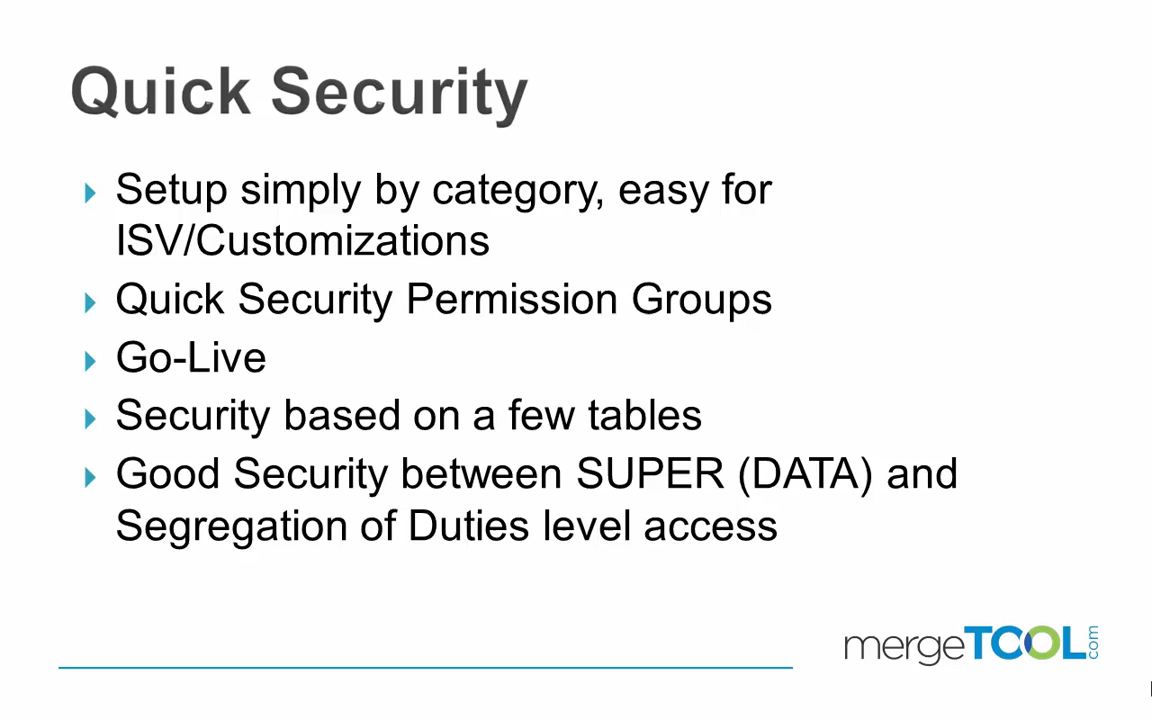 Quick Security
Setup simply by category, easy for
ISV/Customizations
Quick Security Permission Groups
Go-Live
Security based on a few tables
Good Security between SUPER (DATA) and
Segregation of Duties level access
mergeTOOL.com